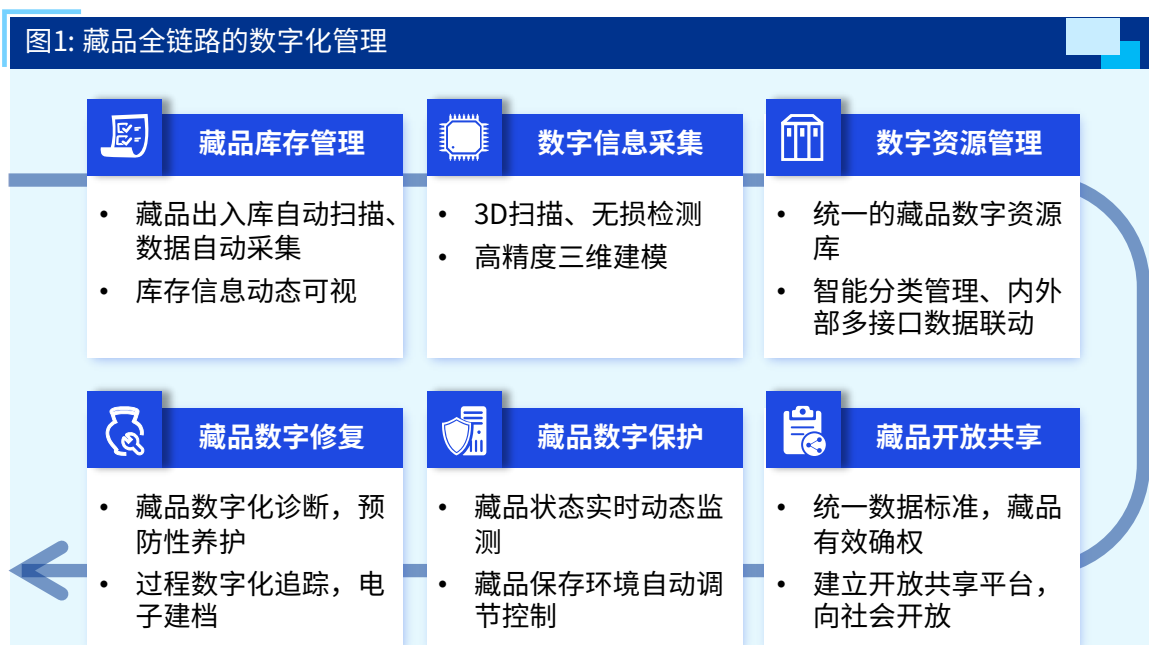 图1: 藏品全链路的数字化管理
藏品库存管理
• 藏品出入库自动扫描、
数据自动采集
• 库存信息动态可视
数字信息采集
• 3D扫描、无损检测
• 高精度三维建模
数字资源管理
• 统一的藏品数字资源
库
• 智能分类管理、内外
部多接口数据联动
藏品数字修复
• 藏品数字化诊断，预
防性养护
• 过程数字化追踪，电
子建档
藏品数字保护
• 藏品状态实时动态监
测
• 藏品保存环境自动调
节控制
藏品开放共享
• 统一数据标准，藏品
有效确权
• 建立开放共享平台，
向社会开放